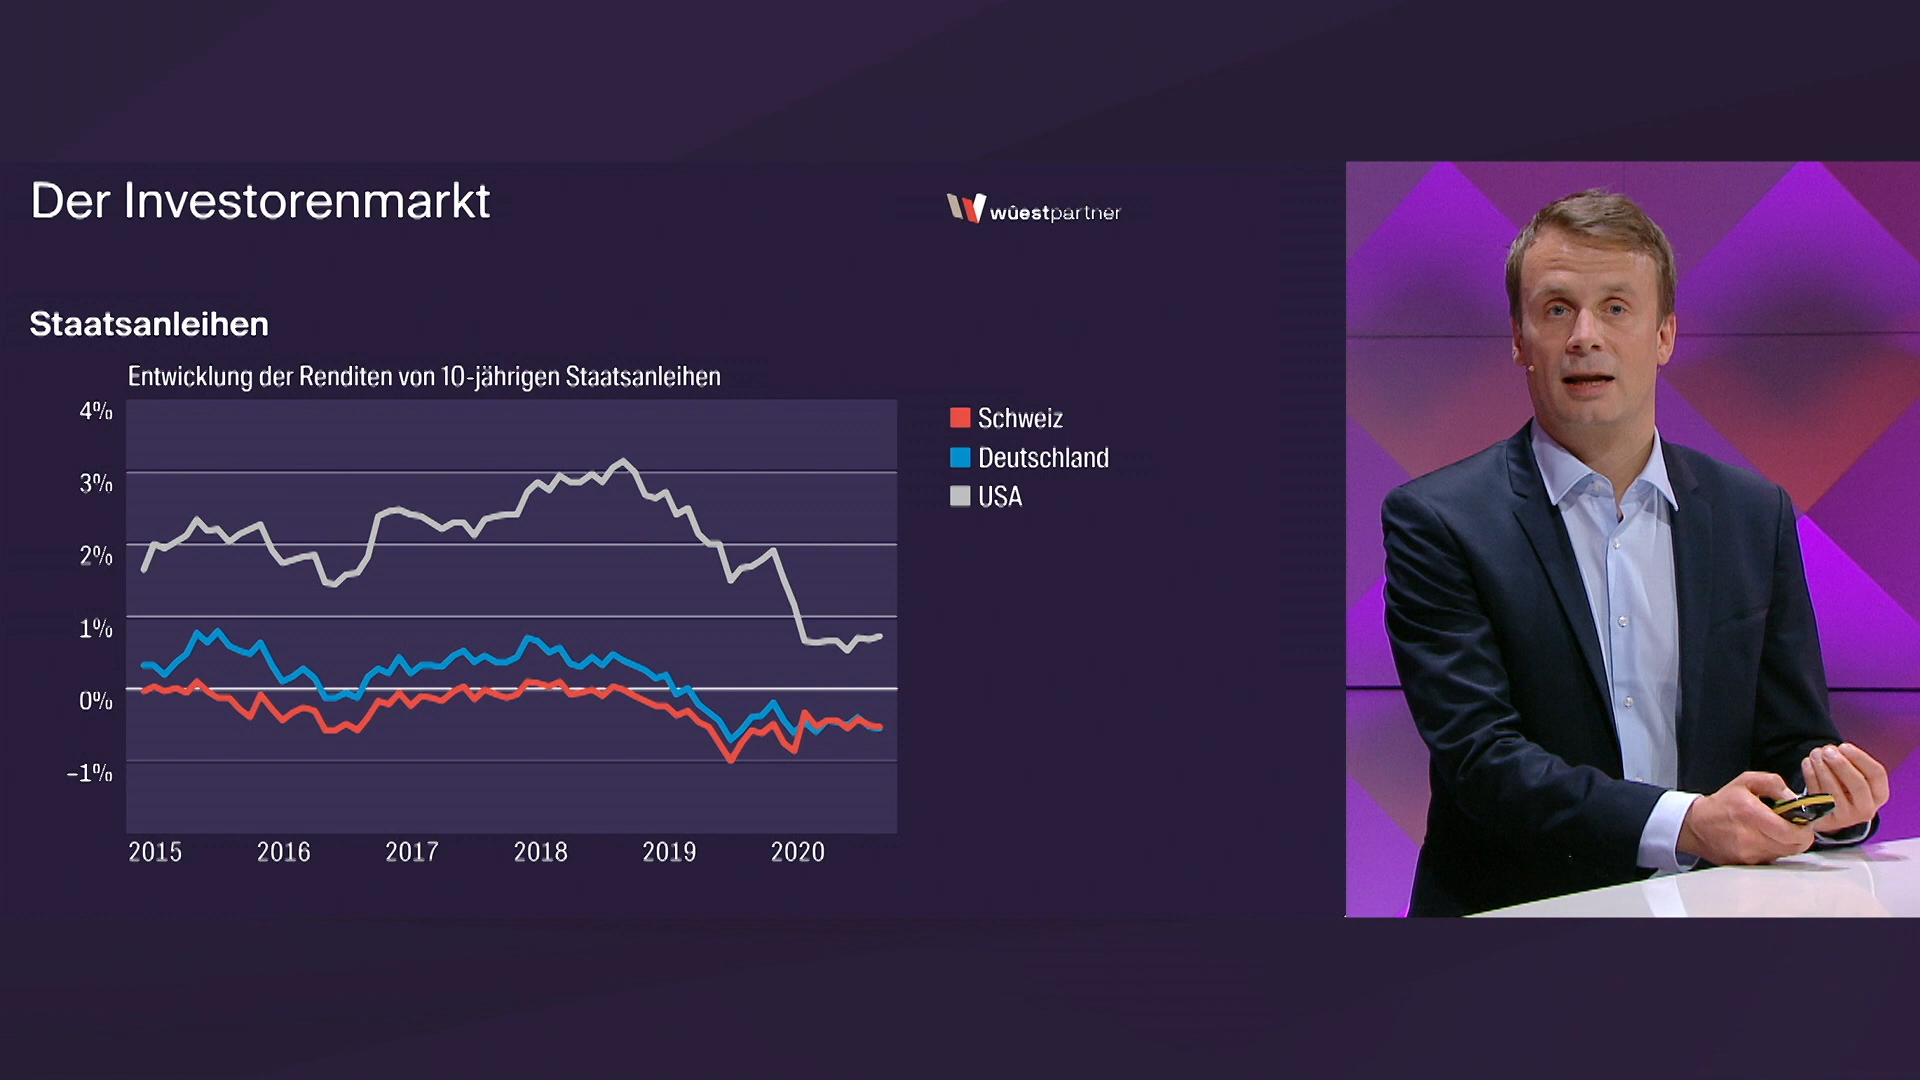 Der Investorenmarkt
wüestpartner
Staatsanleihen
Entwicklung der Renditen von 10-jährigen Staatsanleihen
4%
3%
2%
1%
0%
–1%
2015 2016 2017 2018 2019 2020
Schweiz
Deutschland
USA